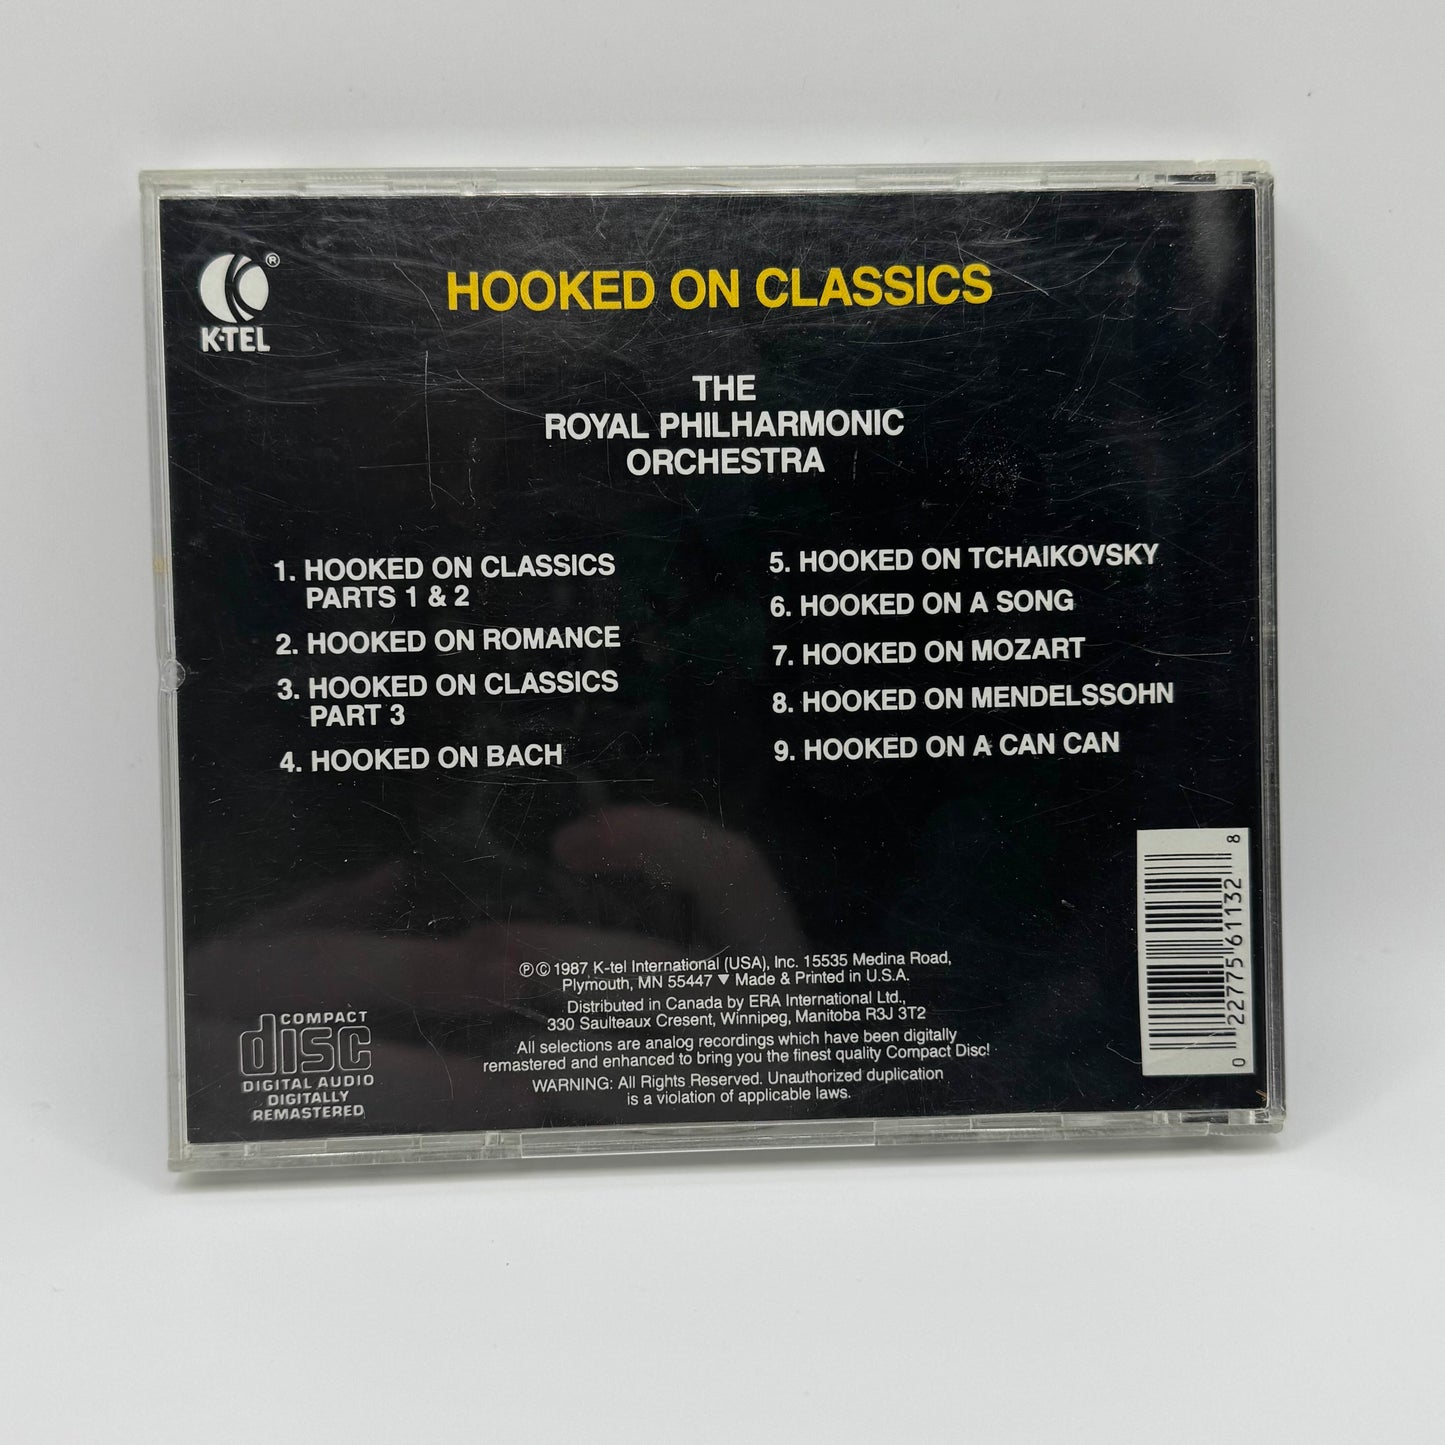 ®
K-TEL
HOOKED ON CLASSICS
THE
ROYAL PHILHARMONIC
ORCHESTRA
1. HOOKED ON CLASSICS
PARTS 1 & 2
2. HOOKED ON ROMANCE
3. HOOKED ON CLASSICS
PART 3
4. HOOKED ON BACH
5. HOOKED ON TCHAIKOVSKY
6. HOOKED ON A SONG
7. HOOKED ON MOZART
8. HOOKED ON MENDELSSOHN
9. HOOKED ON A CAN CAN
℗ © 1987 K-tel International (USA), Inc. 15535 Medina Road,
Plymouth, MN 55447 ▼ Made & Printed in U.S.A.
Distributed in Canada by ERA International Ltd.,
330 Saulteaux Cresent, Winnipeg, Manitoba R3J 3T2
All selections are analog recordings which have been digitally
remastered and enhanced to bring you the finest quality Compact Disc!
WARNING: All Rights Reserved. Unauthorized duplication
is a violation of applicable laws.
COMPACT
disc
DIGITAL AUDIO
DIGITALLY
REMASTERED
0 22775 61132 8